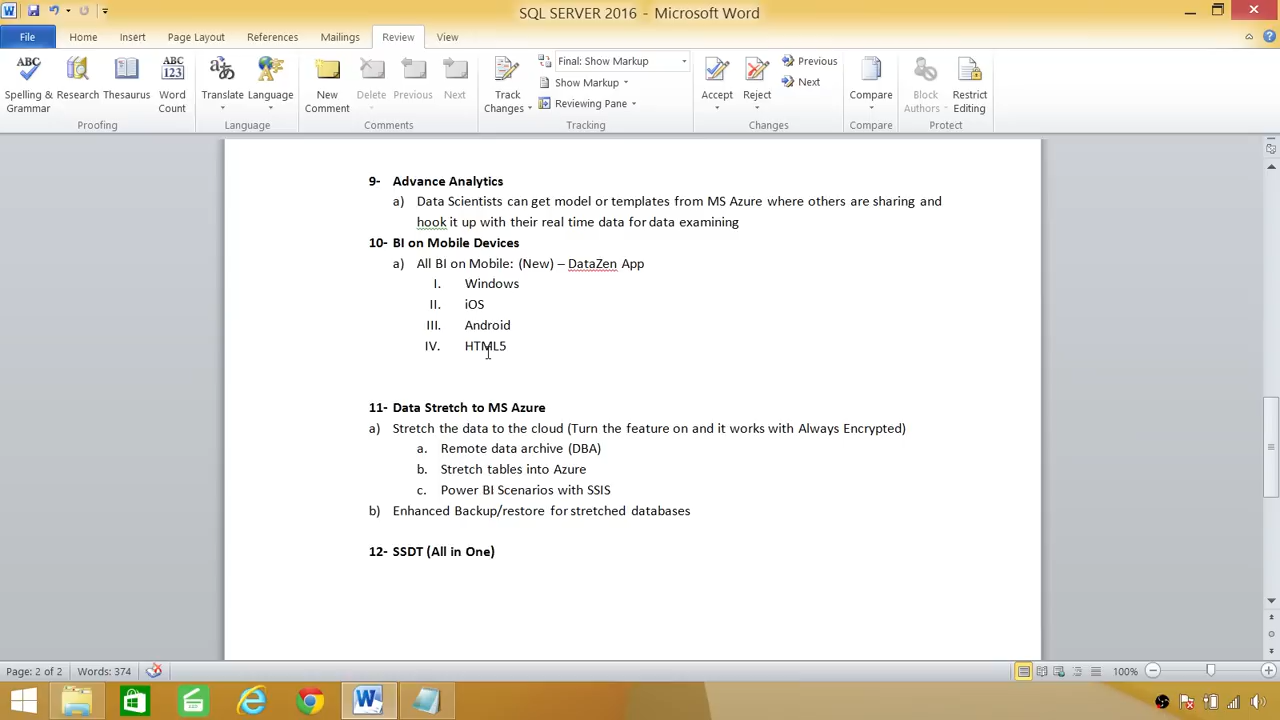 SQL SERVER 2016 - Microsoft Word
File Home Insert Page Layout References Mailings Review View
Spelling & Grammar
Research
Thesaurus
Word Count
Translate
Language
New Comment
Delete
Previous
Next
Track Changes
Final: Show Markup
Show Markup
Reviewing Pane
Accept
Reject
Previous
Next
Compare
Block Authors
Restrict Editing
Proofing Language Comments Tracking Changes Compare Protect
9- Advance Analytics
a) Data Scientists can get model or templates from MS Azure where others are sharing and
hook it up with their real time data for data examining
10- BI on Mobile Devices
a) All BI on Mobile: (New) – DataZen App
I. Windows
II. iOS
III. Android
IV. HTML5
11- Data Stretch to MS Azure
a) Stretch the data to the cloud (Turn the feature on and it works with Always Encrypted)
a. Remote data archive (DBA)
b. Stretch tables into Azure
c. Power BI Scenarios with SSIS
b) Enhanced Backup/restore for stretched databases
12- SSDT (All in One)
Page: 2 of 2 Words: 374 100%